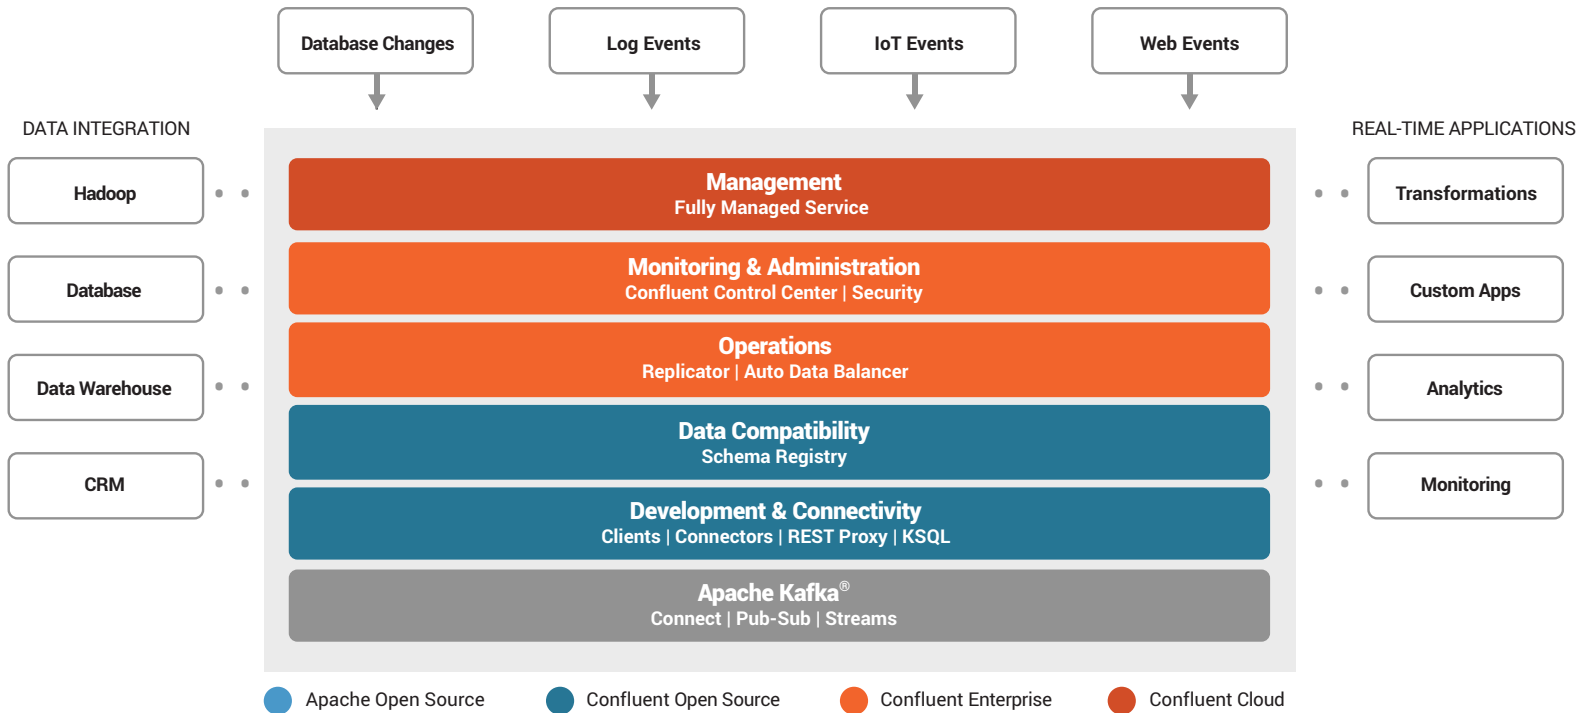 Database Changes
Log Events
IoT Events
Web Events
DATA INTEGRATION
Hadoop
Database
Data Warehouse
CRM
Management
Fully Managed Service
Monitoring & Administration
Confluent Control Center | Security
Operations
Replicator | Auto Data Balancer
Data Compatibility
Schema Registry
Development & Connectivity
Clients | Connectors | REST Proxy | KSQL
Apache Kafka®
Connect | Pub-Sub | Streams
REAL-TIME APPLICATIONS
Transformations
Custom Apps
Analytics
Monitoring
Apache Open Source
Confluent Open Source
Confluent Enterprise
Confluent Cloud